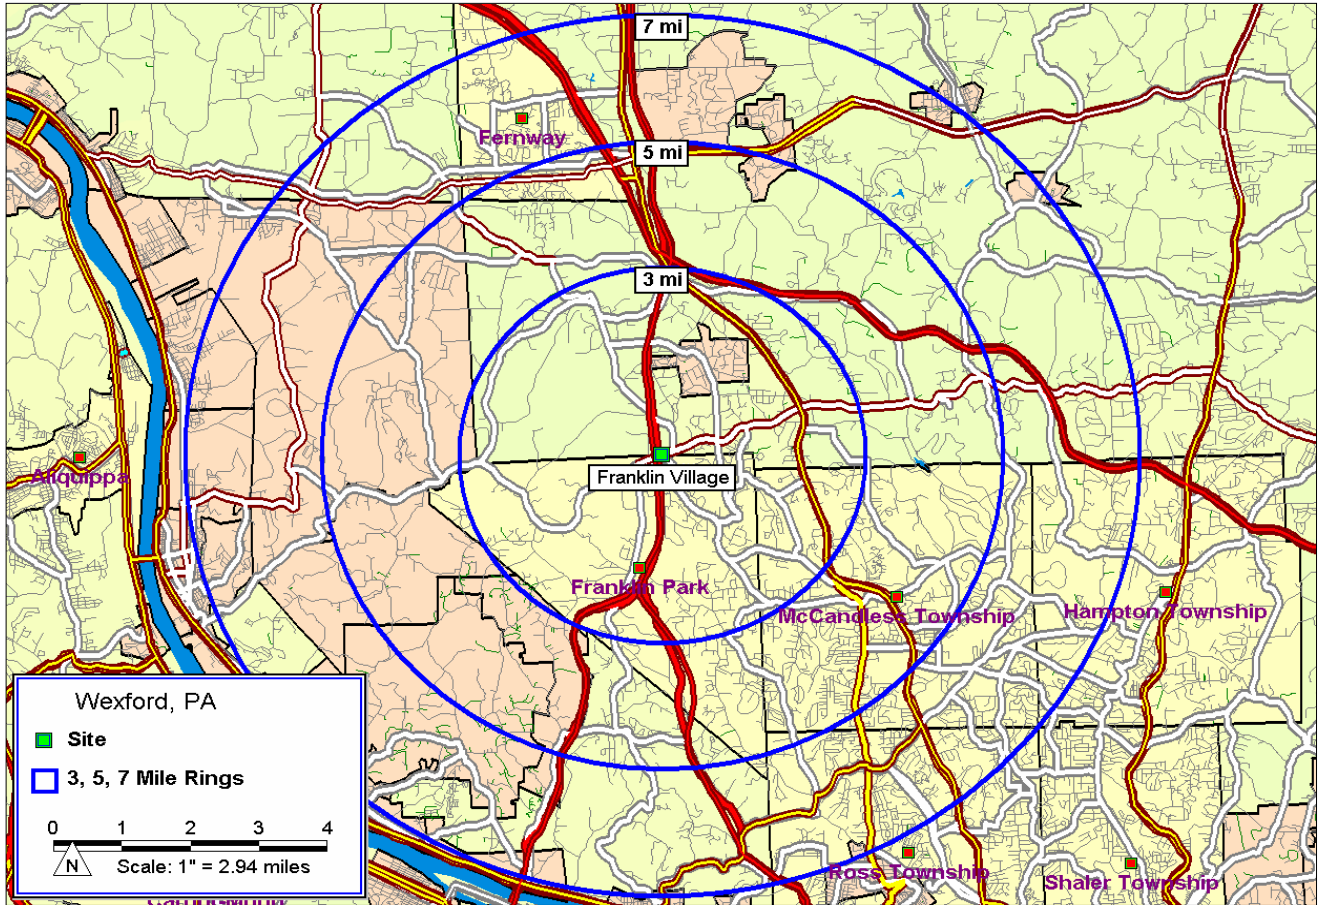 7 mi
Fernway
5 mi
3 mi
Aliquippa
Franklin Village
Franklin Park
McCandless Township
Hampton Township
Wexford, PA
Site
3, 5, 7 Mile Rings
0 1 2 3 4
N
Scale: 1" = 2.94 miles
Ross Township
Shaler Township